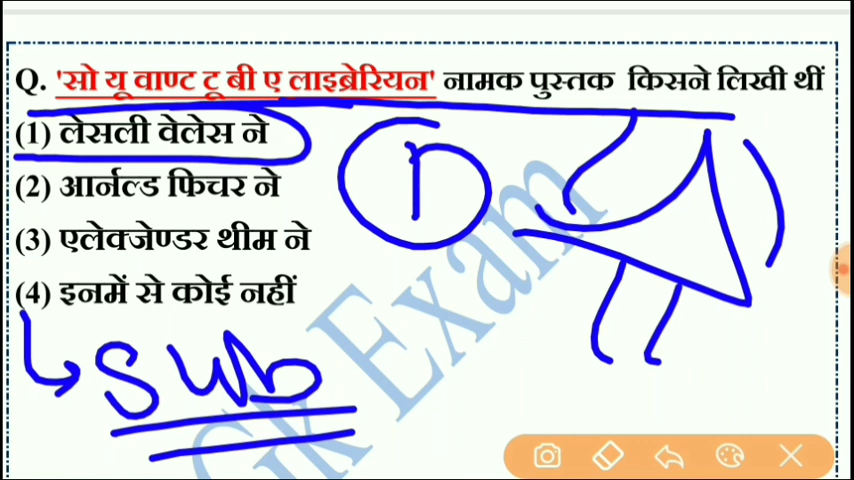 Q. 'सो यू वाण्ट टू बी ए लाइब्रेरियन' नामक पुस्तक किसने लिखी थीं
(1) लेसली वेलेस ने
(2) आर्नल्ड फिचर ने
(3) एलेक्जेण्डर थीम ने
(4) इनमें से कोई नहीं
1
SUb
Gk Exam